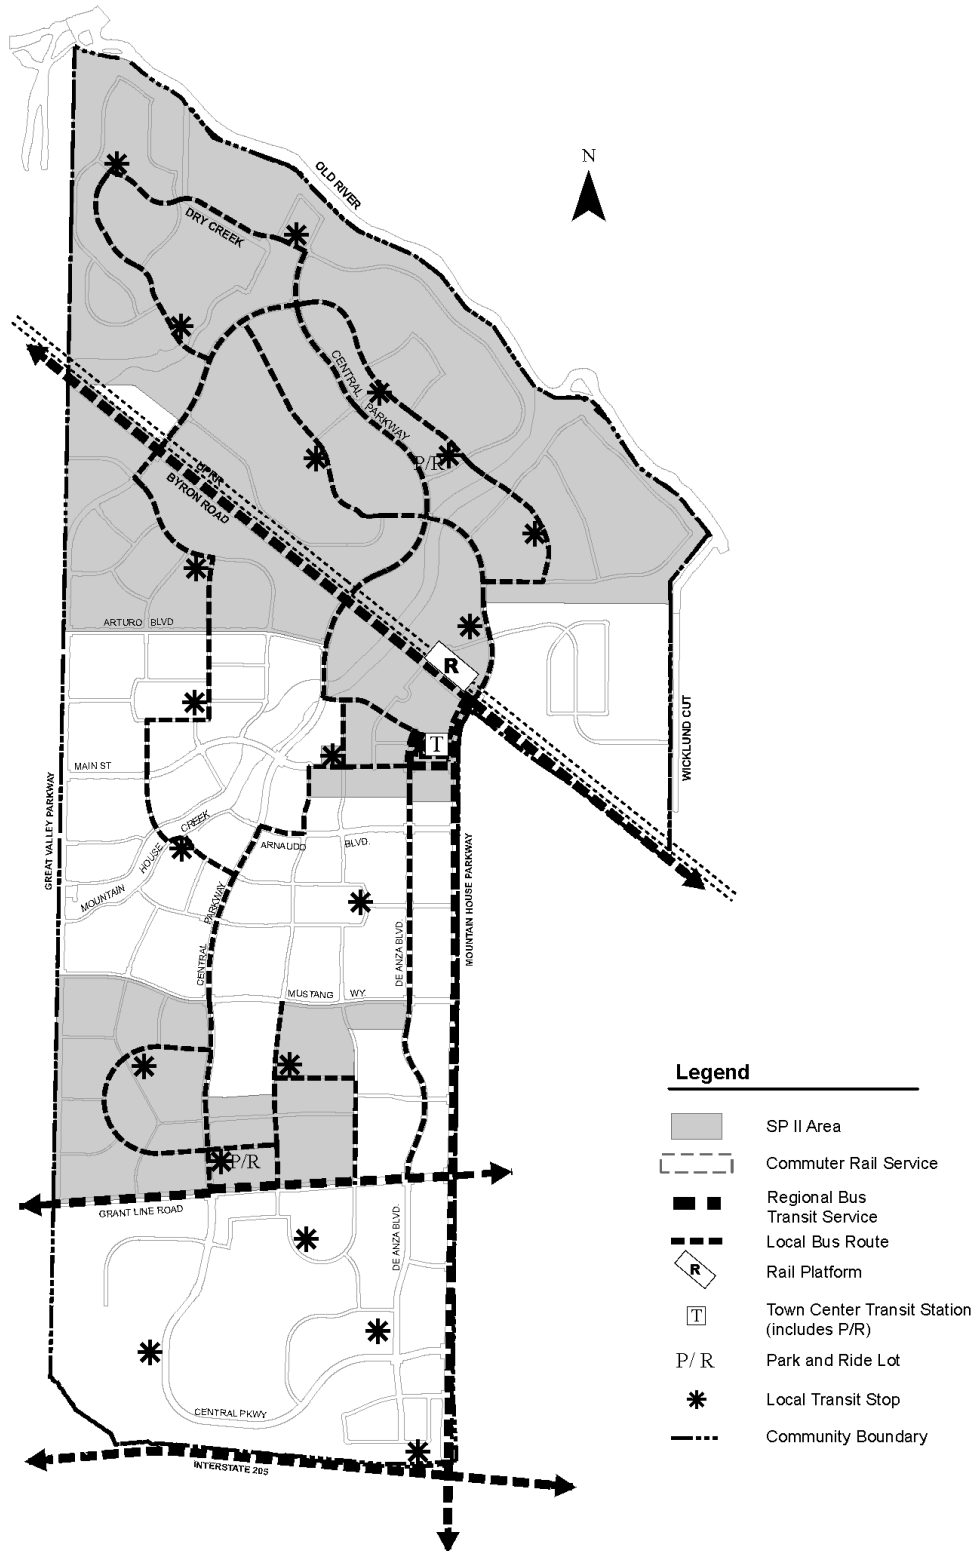 OLD RIVER
N
DRY CREEK
CENTRAL PARKWAY
P/R
UPRR
BYRON ROAD
ARTURO BLVD
R
WICKLUND CUT
T
MAIN ST
GREAT VALLEY PARKWAY
MOUNTAIN HOUSE CREEK
ARNAUDO BLVD.
MOUNTAIN HOUSE PARKWAY
CENTRAL PARKWAY
DE ANZA BLVD
MUSTANG WY.
P/R
GRANT LINE ROAD
DE ANZA BLVD.
CENTRAL PKWY
INTERSTATE 205
Legend
SP II Area
Commuter Rail Service
Regional Bus
Transit Service
Local Bus Route
R
Rail Platform
T
Town Center Transit Station
(includes P/R)
P/ R
Park and Ride Lot
Local Transit Stop
Community Boundary